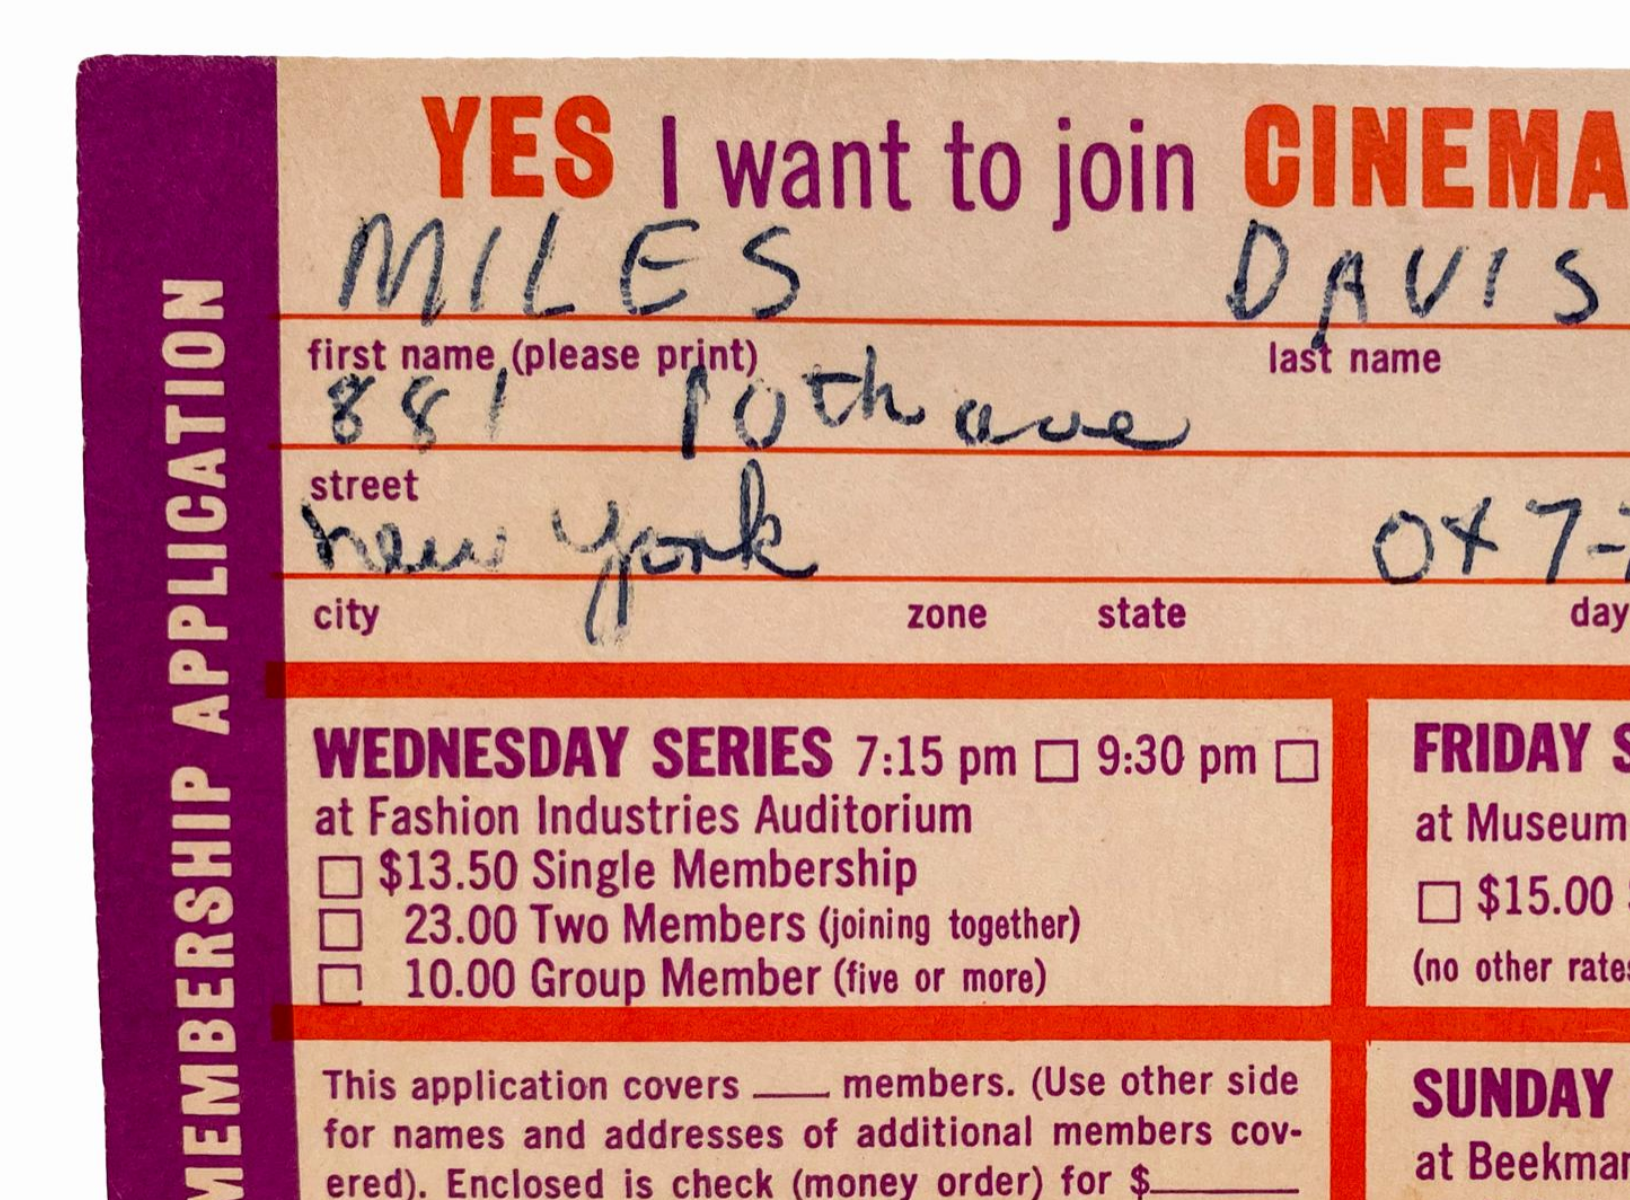 YES I want to join CINEMA
MILES DAVIS
first name (please print) last name
881 10th ave
street
new york OX 7-
city zone state day
MEMBERSHIP APPLICATION
WEDNESDAY SERIES 7:15 pm 9:30 pm
at Fashion Industries Auditorium
$13.50 Single Membership
23.00 Two Members (joining together)
10.00 Group Member (five or more)
FRIDAY S
at Museum
$15.00
(no other rates
This application covers ___ members. (Use other side
for names and addresses of additional members cov-
ered). Enclosed is check (money order) for $______
SUNDAY
at Beekman